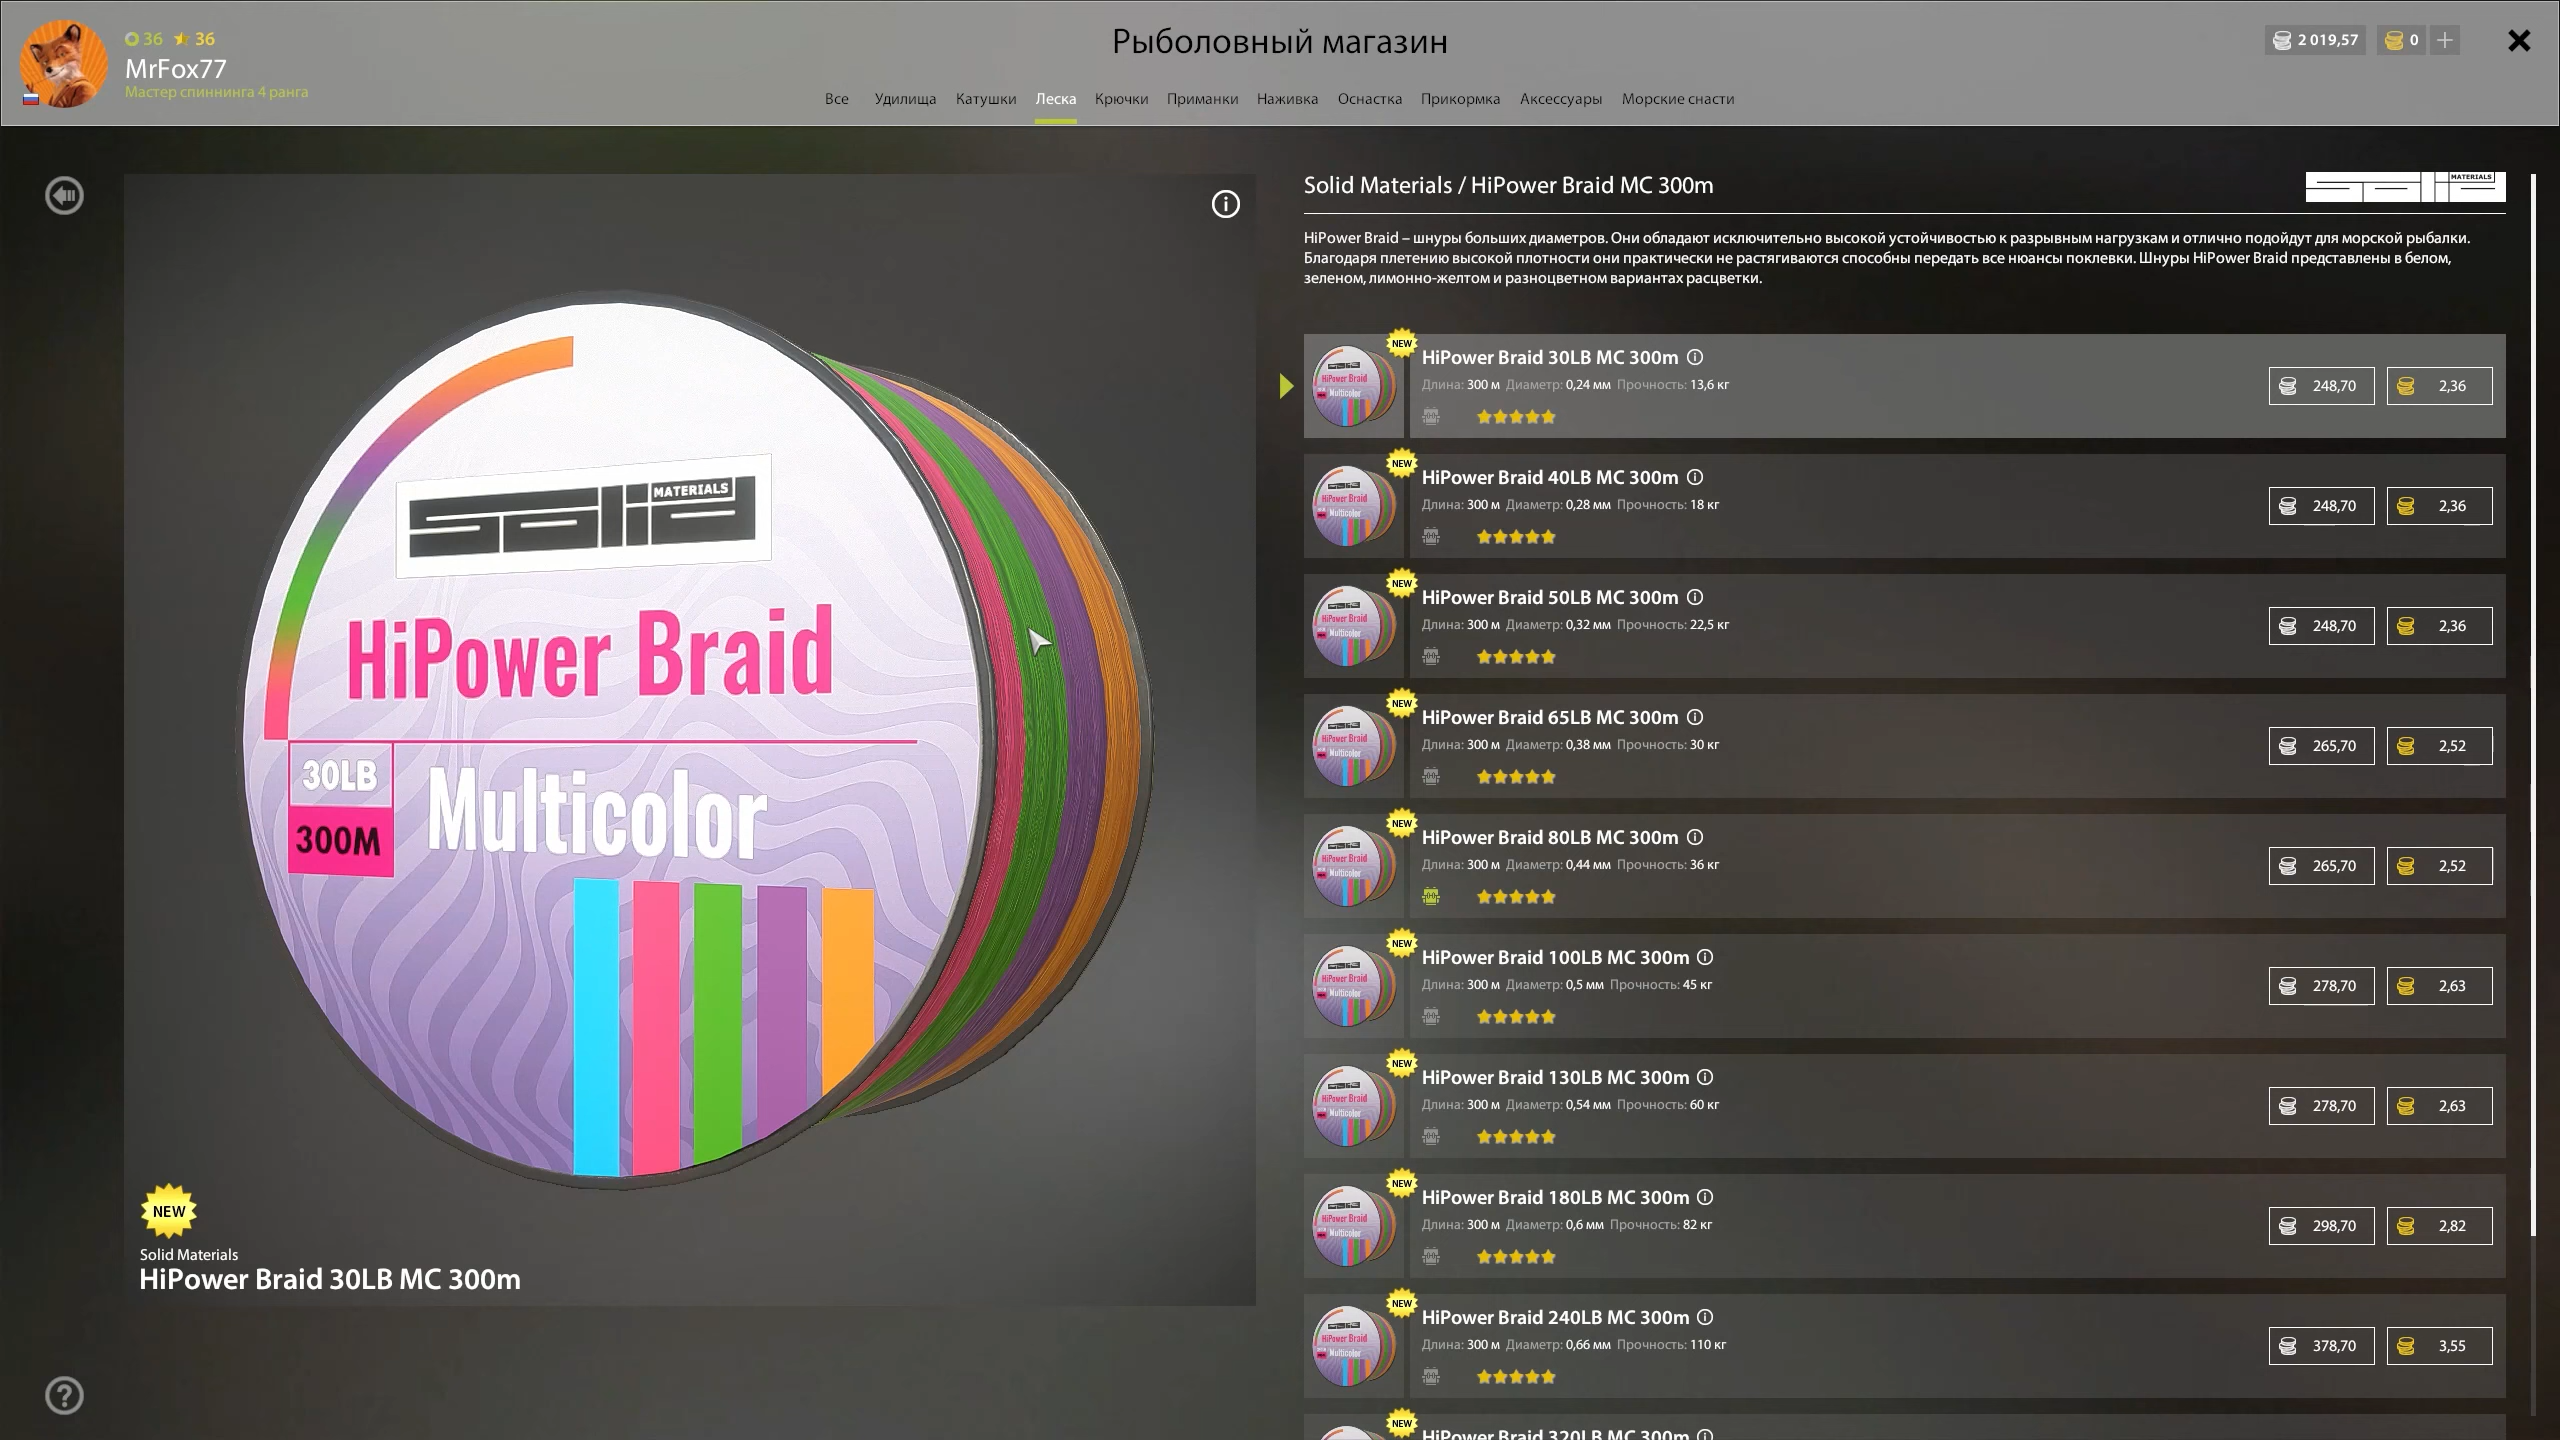 36 36
MrFox77
Мастер спиннинга 4 ранга
Рыболовный магазин
2 019,57 0
Все Удилища Катушки Леска Крючки Приманки Наживка Оснастка Прикормка Аксессуары Морские снасти
solid MATERIALS
HiPower Braid
30LB
300M
Multicolor
NEW
Solid Materials
HiPower Braid 30LB MC 300m
Solid Materials / HiPower Braid MC 300m
MATERIALS
HiPower Braid – шнуры больших диаметров. Они обладают исключительно высокой устойчивостью к разрывным нагрузкам и отлично подойдут для морской рыбалки.
Благодаря плетению высокой плотности они практически не растягиваются способны передать все нюансы поклевки. Шнуры HiPower Braid представлены в белом,
зеленом, лимонно-желтом и разноцветном вариантах расцветки.
NEW
HiPower Braid 30LB MC 300m
Длина: 300 м Диаметр: 0,24 мм Прочность: 13,6 кг
248,70 2,36
NEW
HiPower Braid 40LB MC 300m
Длина: 300 м Диаметр: 0,28 мм Прочность: 18 кг
248,70 2,36
NEW
HiPower Braid 50LB MC 300m
Длина: 300 м Диаметр: 0,32 мм Прочность: 22,5 кг
248,70 2,36
NEW
HiPower Braid 65LB MC 300m
Длина: 300 м Диаметр: 0,38 мм Прочность: 30 кг
265,70 2,52
NEW
HiPower Braid 80LB MC 300m
Длина: 300 м Диаметр: 0,44 мм Прочность: 36 кг
265,70 2,52
NEW
HiPower Braid 100LB MC 300m
Длина: 300 м Диаметр: 0,5 мм Прочность: 45 кг
278,70 2,63
NEW
HiPower Braid 130LB MC 300m
Длина: 300 м Диаметр: 0,54 мм Прочность: 60 кг
278,70 2,63
NEW
HiPower Braid 180LB MC 300m
Длина: 300 м Диаметр: 0,6 мм Прочность: 82 кг
298,70 2,82
NEW
HiPower Braid 240LB MC 300m
Длина: 300 м Диаметр: 0,66 мм Прочность: 110 кг
378,70 3,55
NEW
HiPower Braid 320LB MC 300m